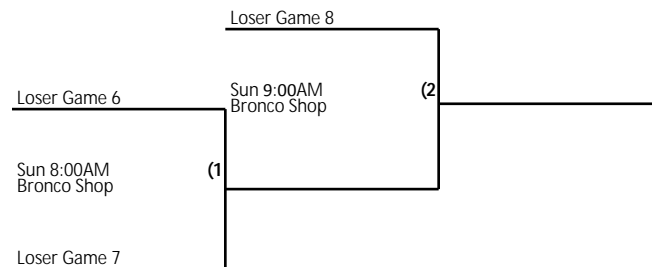 Loser Game 8
Sun 9:00AM
Bronco Shop
(2
Loser Game 6
Sun 8:00AM
Bronco Shop
(1
Loser Game 7